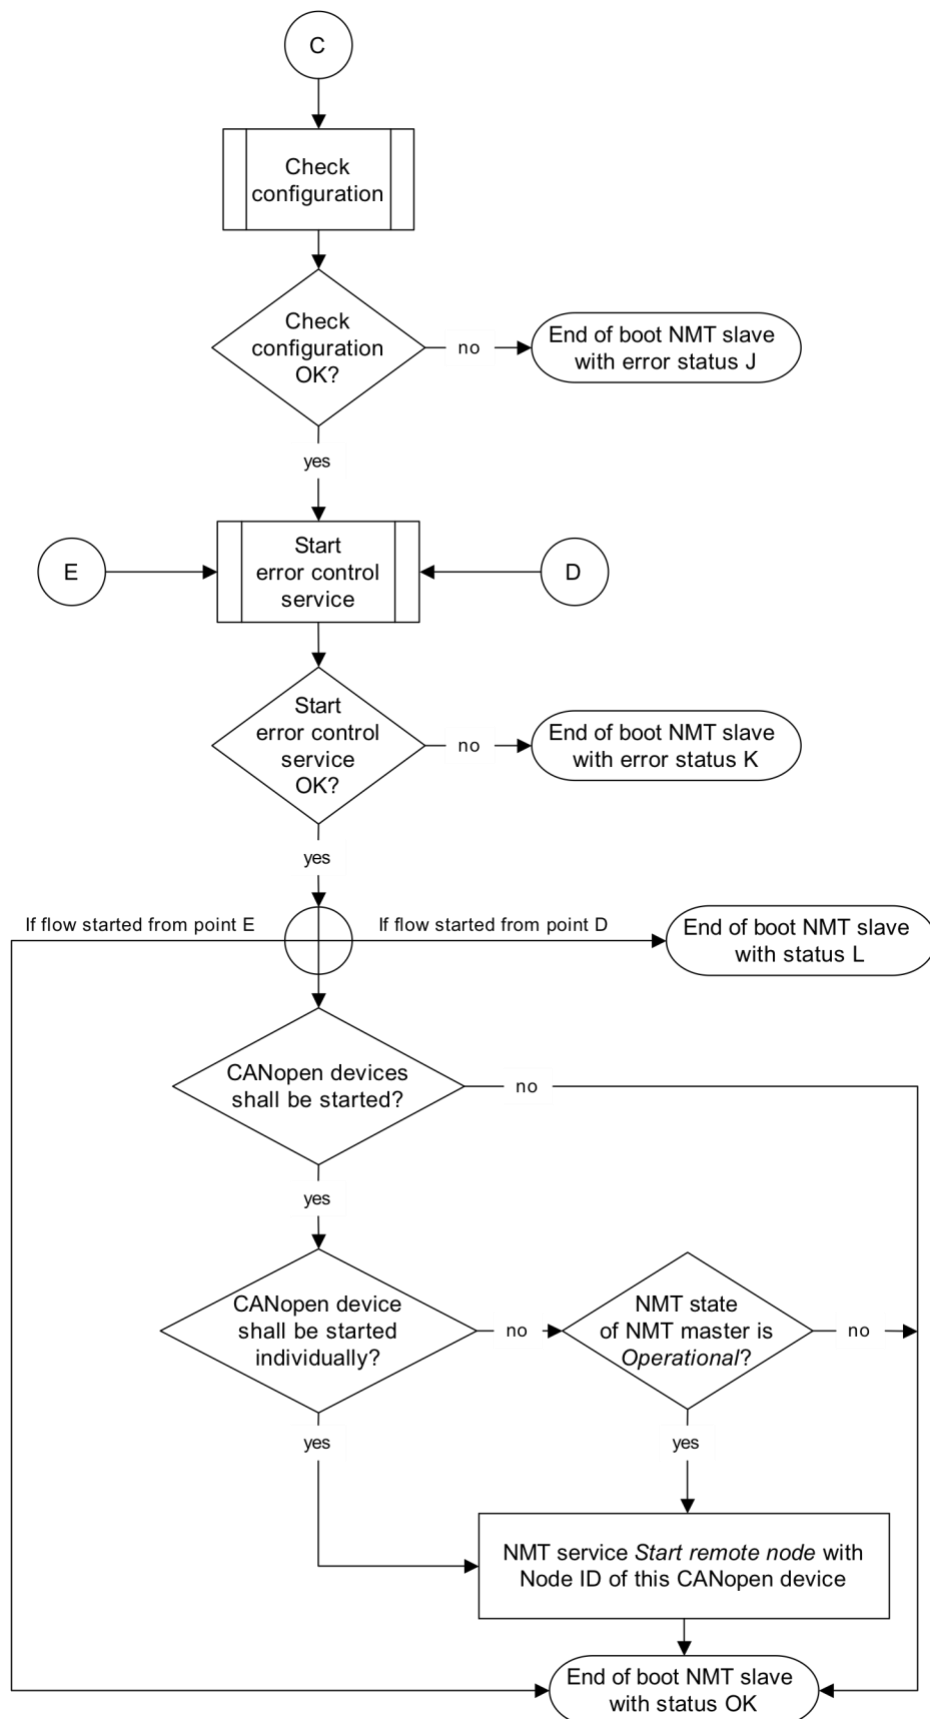 C
Check
configuration
Check
configuration
OK?
no
End of boot NMT slave
with error status J
yes
E
Start
error control
service
D
Start
error control
service
OK?
no
End of boot NMT slave
with error status K
yes
If flow started from point E
If flow started from point D
End of boot NMT slave
with status L
CANopen devices
shall be started?
no
yes
CANopen device
shall be started
individually?
no
NMT state
of NMT master is
Operational?
no
yes
yes
NMT service Start remote node with
Node ID of this CANopen device
End of boot NMT slave
with status OK